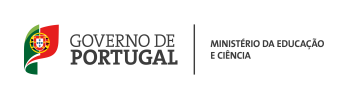 GOVERNO DE
PORTUGAL
MINISTÉRIO DA EDUCAÇÃO
E CIÊNCIA